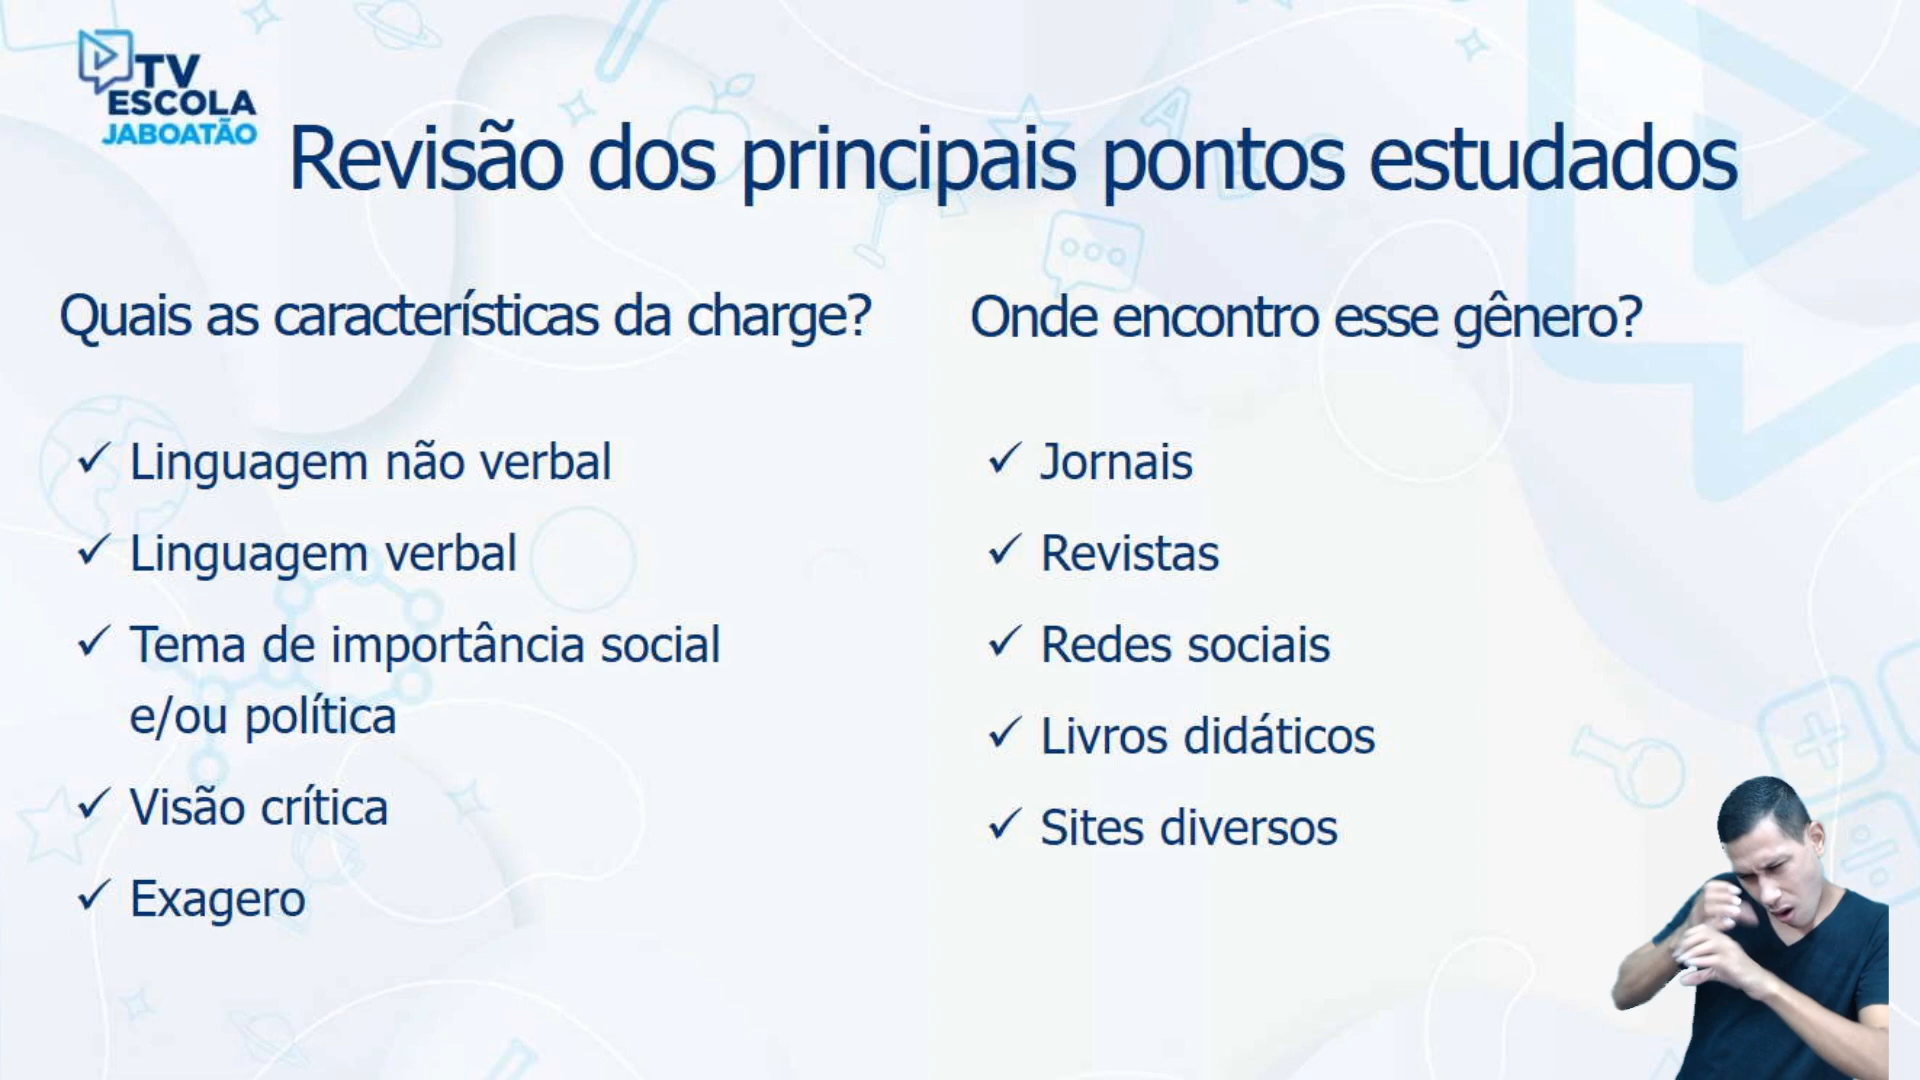 TV
ESCOLA
JABOATÃO
Revisão dos principais pontos estudados
Quais as características da charge?
✓ Linguagem não verbal
✓ Linguagem verbal
✓ Tema de importância social
e/ou política
✓ Visão crítica
✓ Exagero
Onde encontro esse gênero?
✓ Jornais
✓ Revistas
✓ Redes sociais
✓ Livros didáticos
✓ Sites diversos